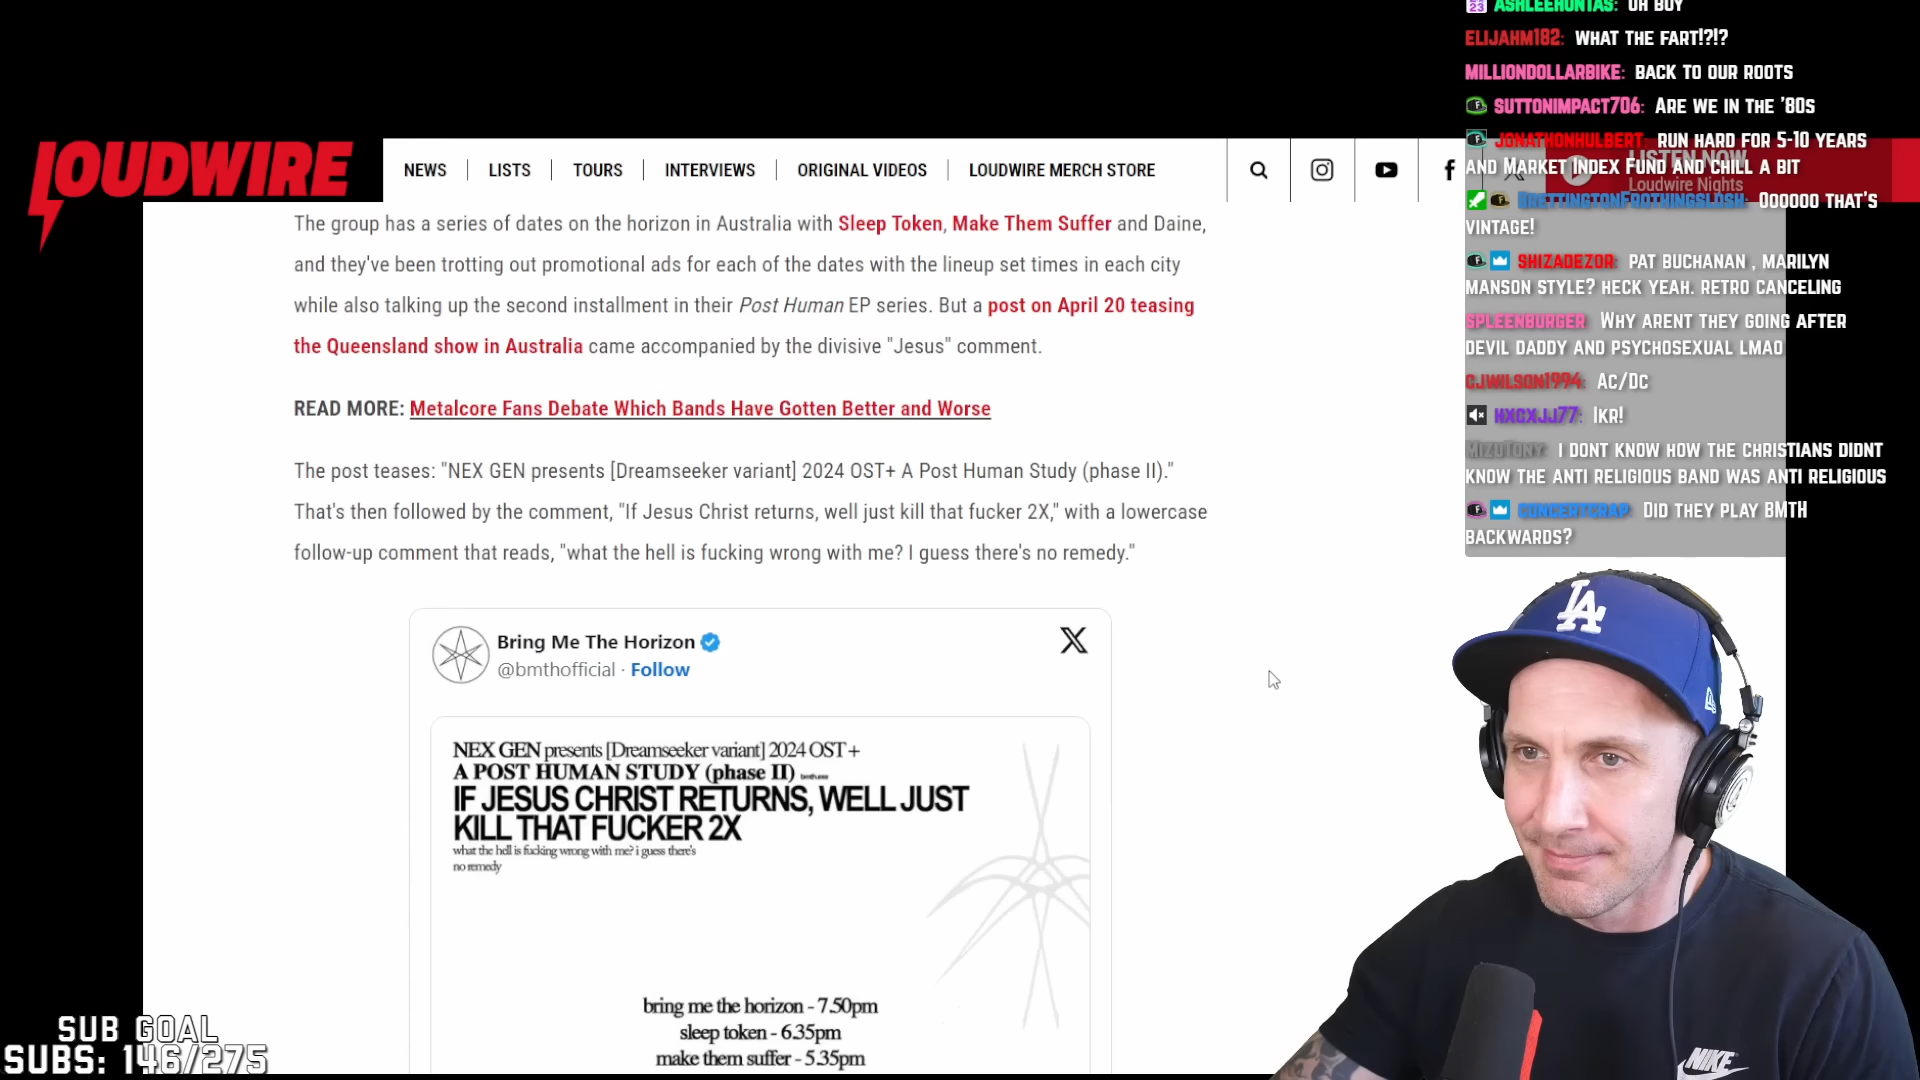 LOUDWIRE
NEWS
LISTS
TOURS
INTERVIEWS
ORIGINAL VIDEOS
LOUDWIRE MERCH STORE
LISTEN NOW
Loudwire Nights
The group has a series of dates on the horizon in Australia with Sleep Token, Make Them Suffer and Daine,
and they've been trotting out promotional ads for each of the dates with the lineup set times in each city
while also talking up the second installment in their Post Human EP series. But a post on April 20 teasing
the Queensland show in Australia came accompanied by the divisive "Jesus" comment.
READ MORE: Metalcore Fans Debate Which Bands Have Gotten Better and Worse
The post teases: "NEX GEN presents [Dreamseeker variant] 2024 OST+ A Post Human Study (phase II)."
That's then followed by the comment, "If Jesus Christ returns, well just kill that fucker 2X," with a lowercase
follow-up comment that reads, "what the hell is fucking wrong with me? I guess there's no remedy."
Bring Me The Horizon
@bmthofficial · Follow
NEX GEN presents [Dreamseeker variant] 2024 OST+
A POST HUMAN STUDY (phase II)
IF JESUS CHRIST RETURNS, WELL JUST
KILL THAT FUCKER 2X
what the hell is fucking wrong with me? i guess there's
no remedy
bring me the horizon - 7.50pm
sleep token - 6.35pm
make them suffer - 5.35pm
SUB GOAL
SUBS: 146/275
ASHLEEHUNTAS: UH BUY
ELIJAHM182: WHAT THE FART!?!?
MILLIONDOLLARBIKE: BACK TO OUR ROOTS
SUTTONIMPACT706: ARE WE IN THE '80S
JONATHONHULBERT: RUN HARD FOR 5-10 YEARS
AND MARKET INDEX FUND AND CHILL A BIT
BRETTINGTONFROTHINGSLOSH: OOOOOO THAT'S
VINTAGE!
SHIZADEZOR: PAT BUCHANAN , MARILYN
MANSON STYLE? HECK YEAH. RETRO CANCELING
SPLEENBURGER: WHY ARENT THEY GOING AFTER
DEVIL DADDY AND PSYCHOSEXUAL LMAO
CJWILSON1994: AC/DC
HXCXJJ77: IKR!
MIZUTONY: I DONT KNOW HOW THE CHRISTIANS DIDNT
KNOW THE ANTI RELIGIOUS BAND WAS ANTI RELIGIOUS
CONCERTCRAP: DID THEY PLAY BMTH
BACKWARDS?
LA
NIKE